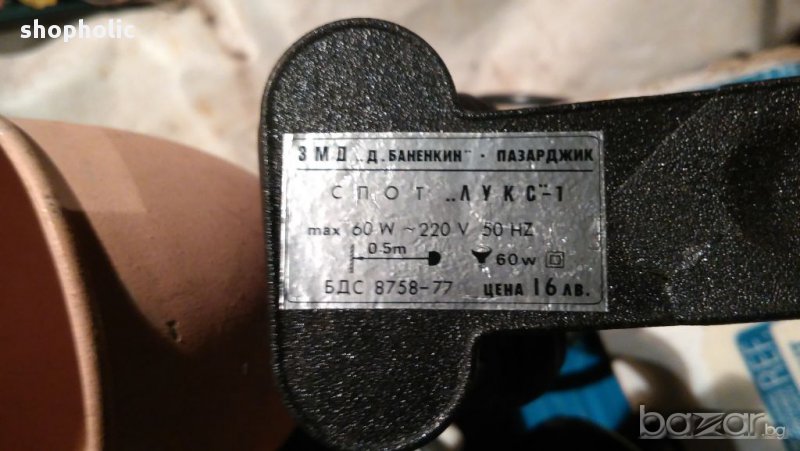 shopholic
ЗМД „Д. БАНЕНКИН" · ПАЗАРДЖИК
СПОТ „ЛУКС"-1
max 60 W ~ 220 V 50 HZ
0.5m 60 w
БДС 8758-77 ЦЕНА 16 ЛВ.
REF
bazar.bg